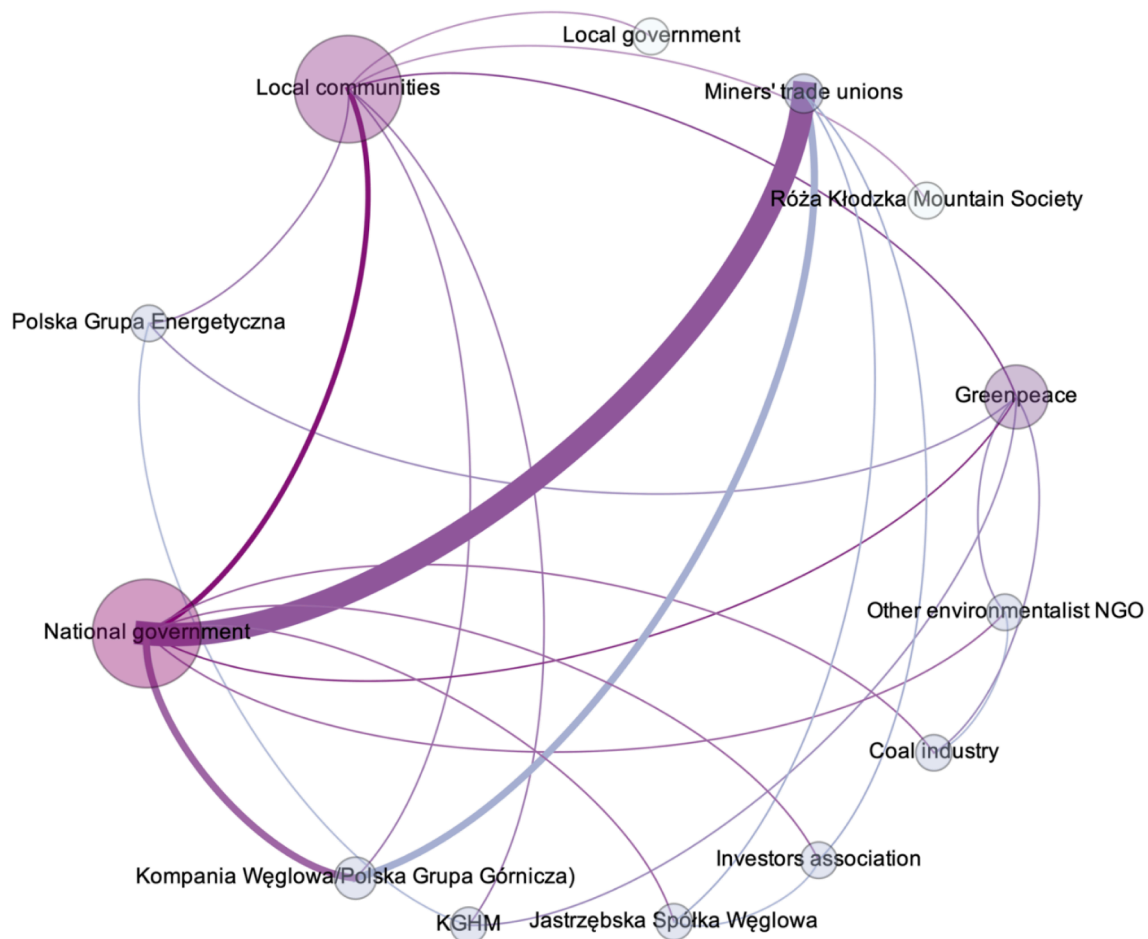 Local government
Local communities
Miners' trade unions
Róża Kłodzka Mountain Society
Polska Grupa Energetyczna
Greenpeace
Other environmentalist NGO
National government
Coal industry
Investors association
Kompania Węglowa/Polska Grupa Górnicza)
KGHM
Jastrzębska Spółka Węglowa